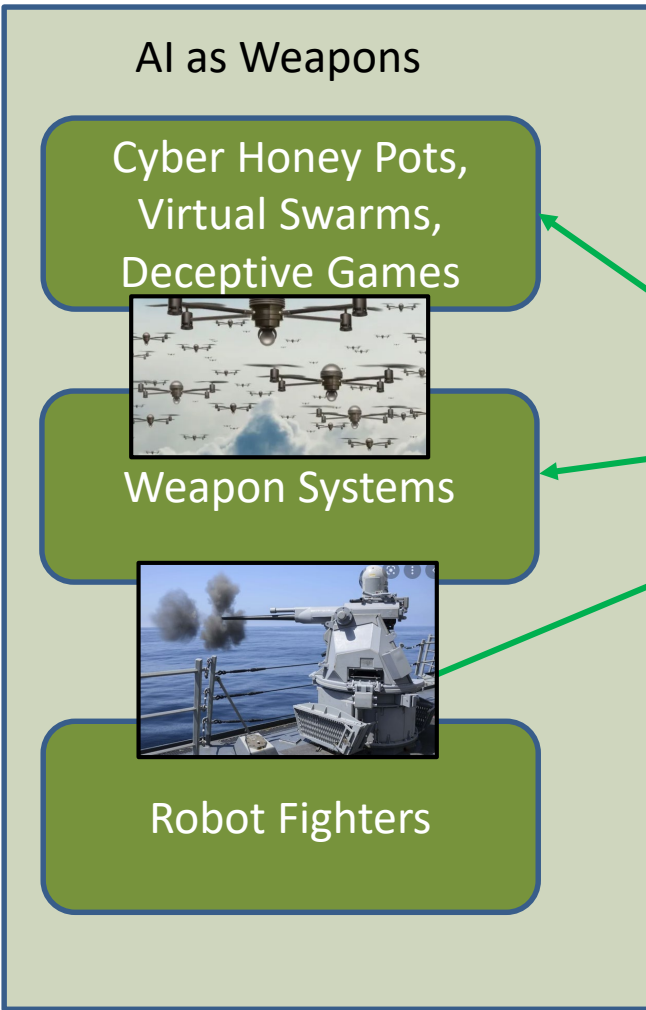 AI as Weapons
Cyber Honey Pots,
Virtual Swarms,
Deceptive Games
Weapon Systems
Robot Fighters